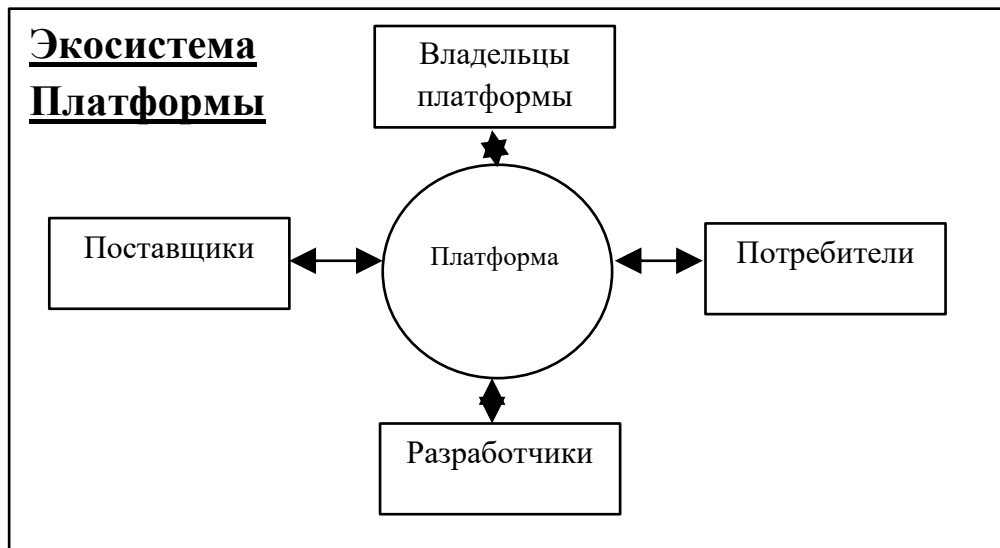 Экосистема
Платформы
Владельцы
платформы
Поставщики
Платформа
Потребители
Разработчики